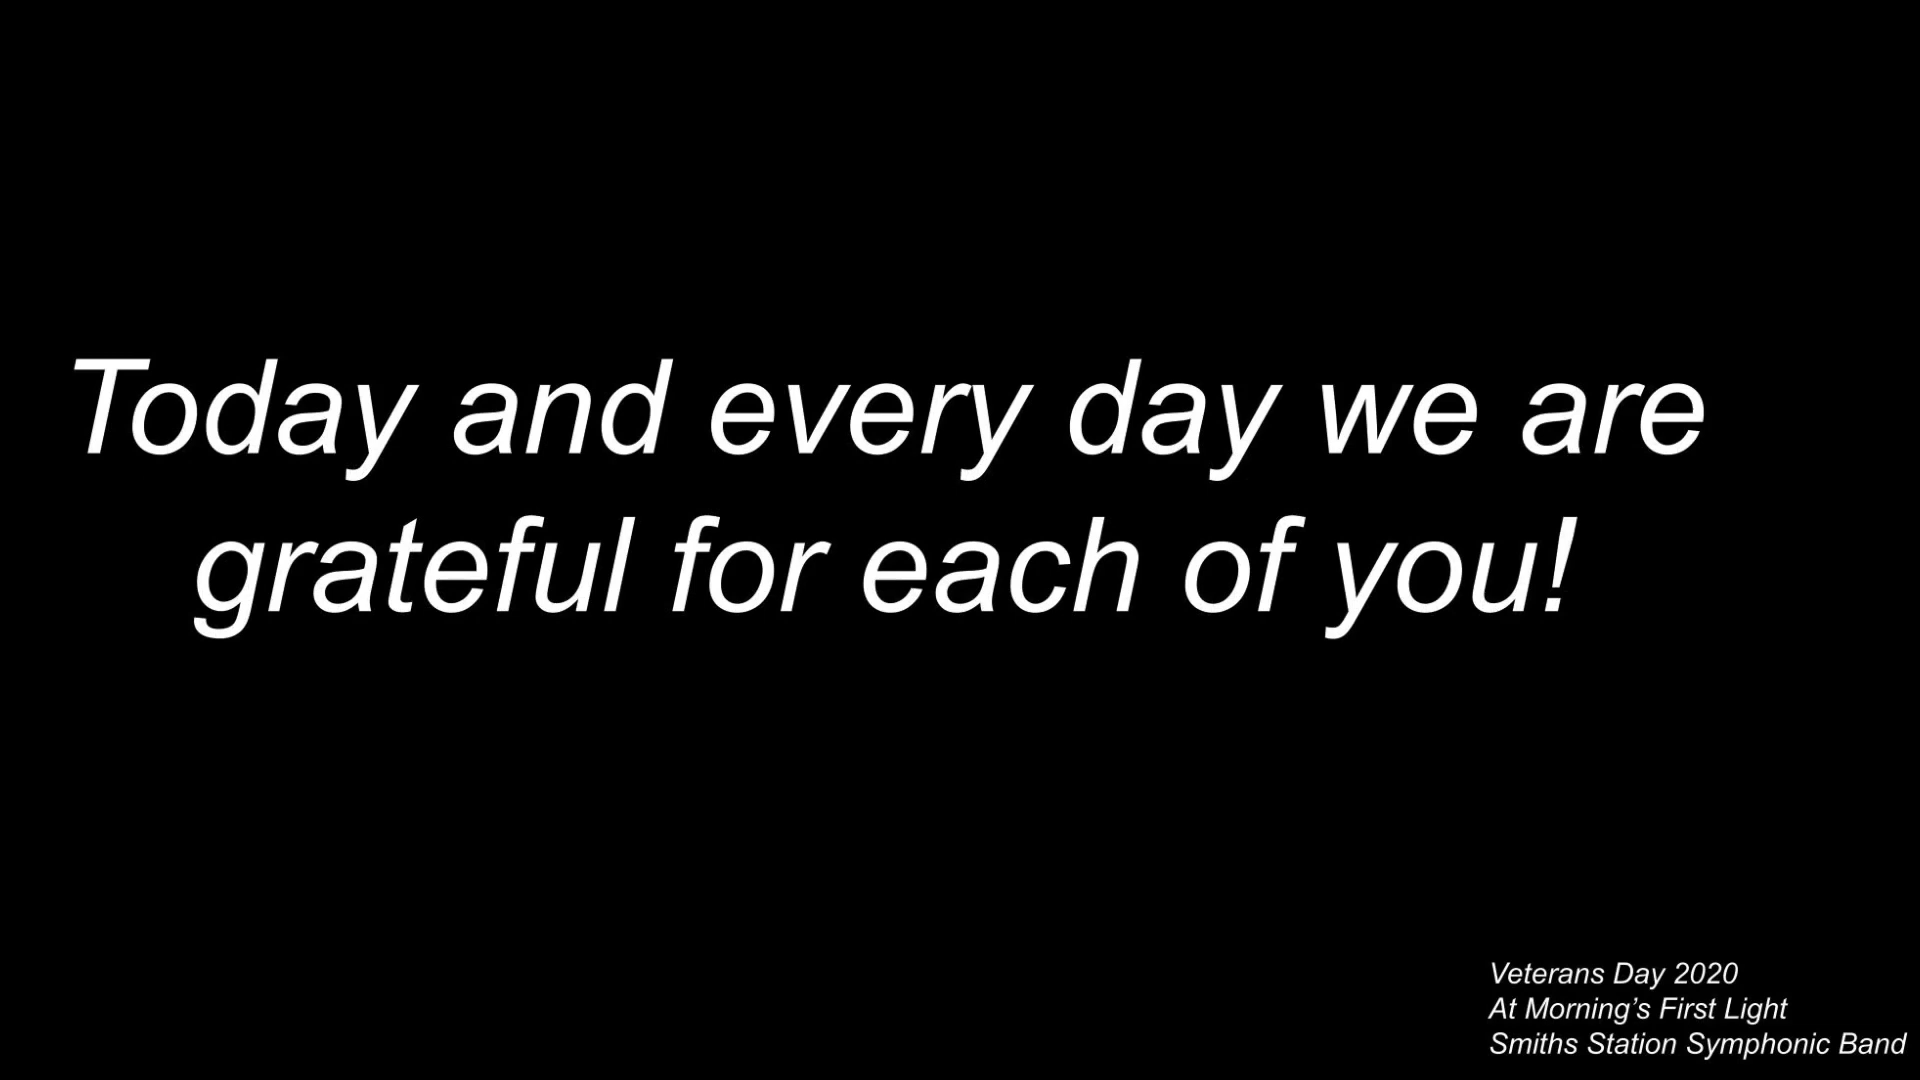 Today and every day we are
grateful for each of you!
Veterans Day 2020
At Morning’s First Light
Smiths Station Symphonic Band